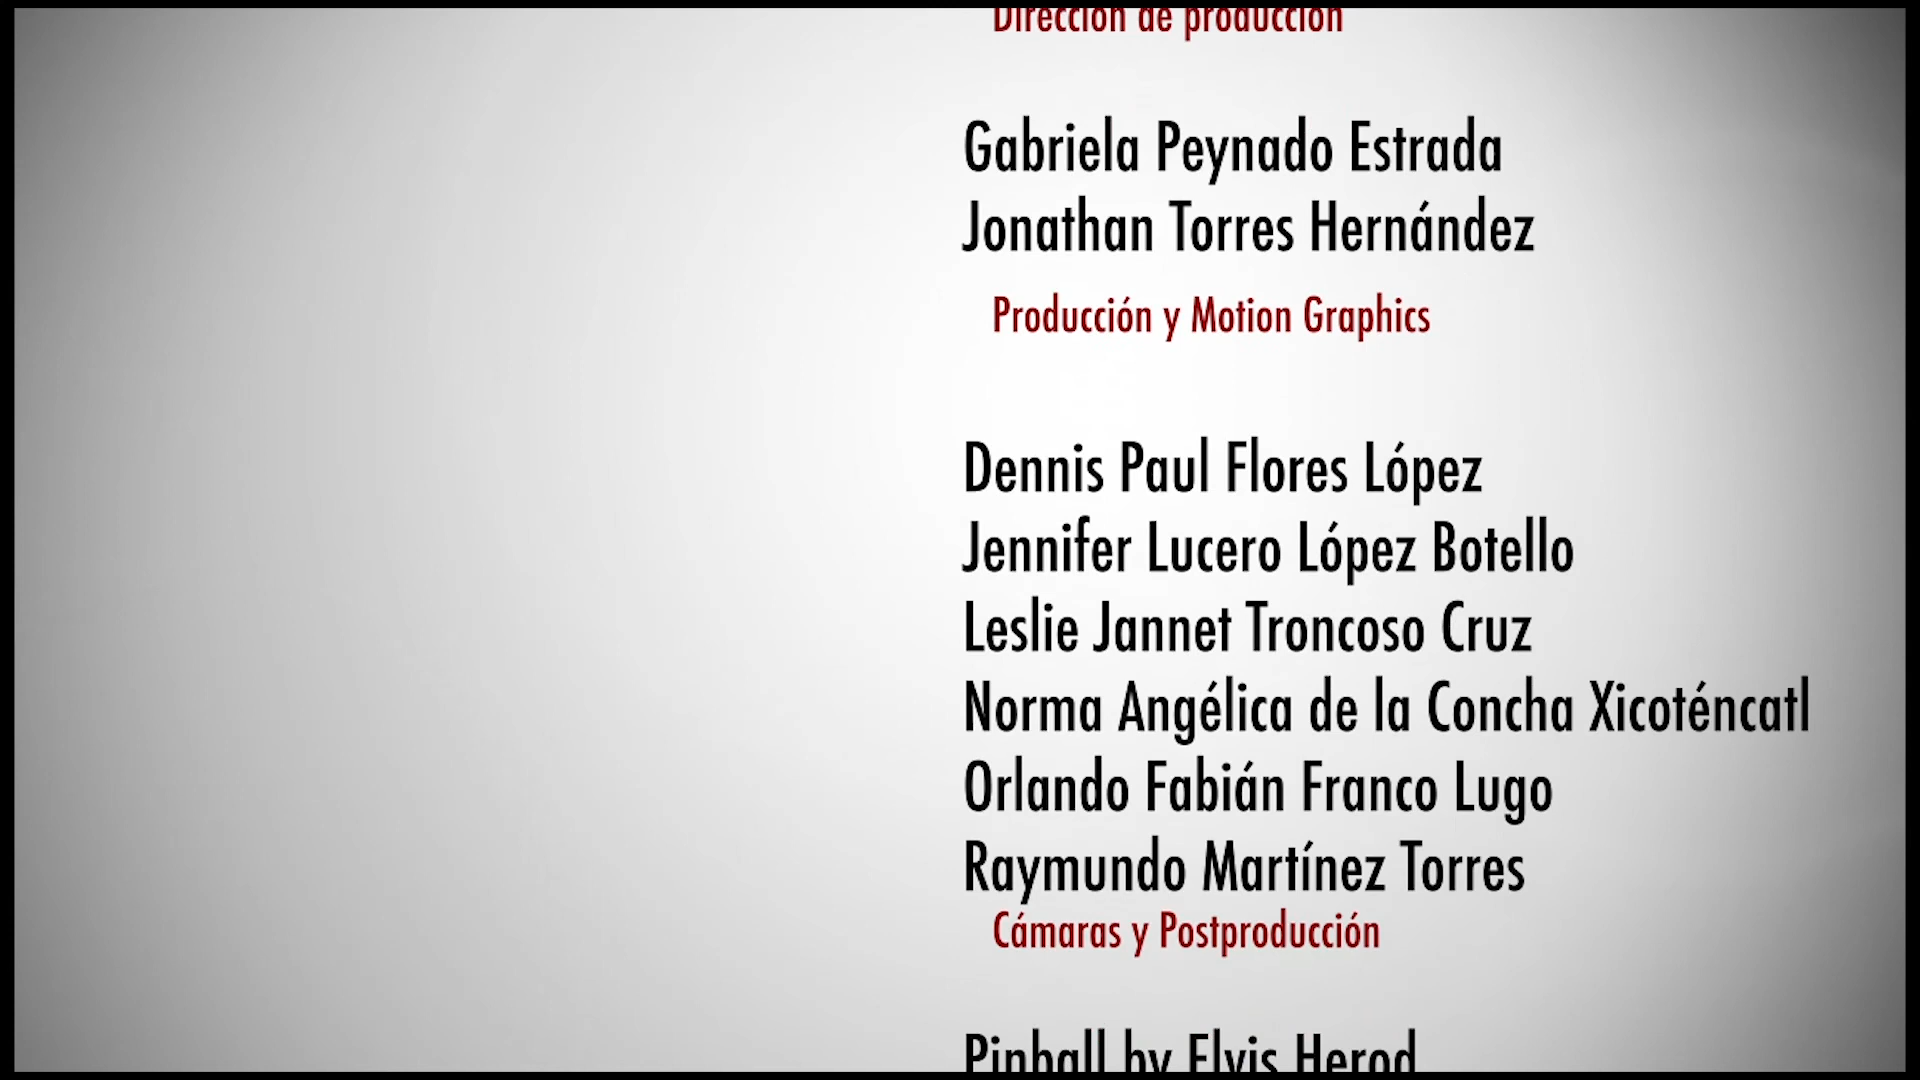 Dirección de producción
Gabriela Peynado Estrada
Jonathan Torres Hernández
Producción y Motion Graphics
Dennis Paul Flores López
Jennifer Lucero López Botello
Leslie Jannet Troncoso Cruz
Norma Angélica de la Concha Xicoténcatl
Orlando Fabián Franco Lugo
Raymundo Martínez Torres
Cámaras y Postproducción
Pinball by Elvis Herod